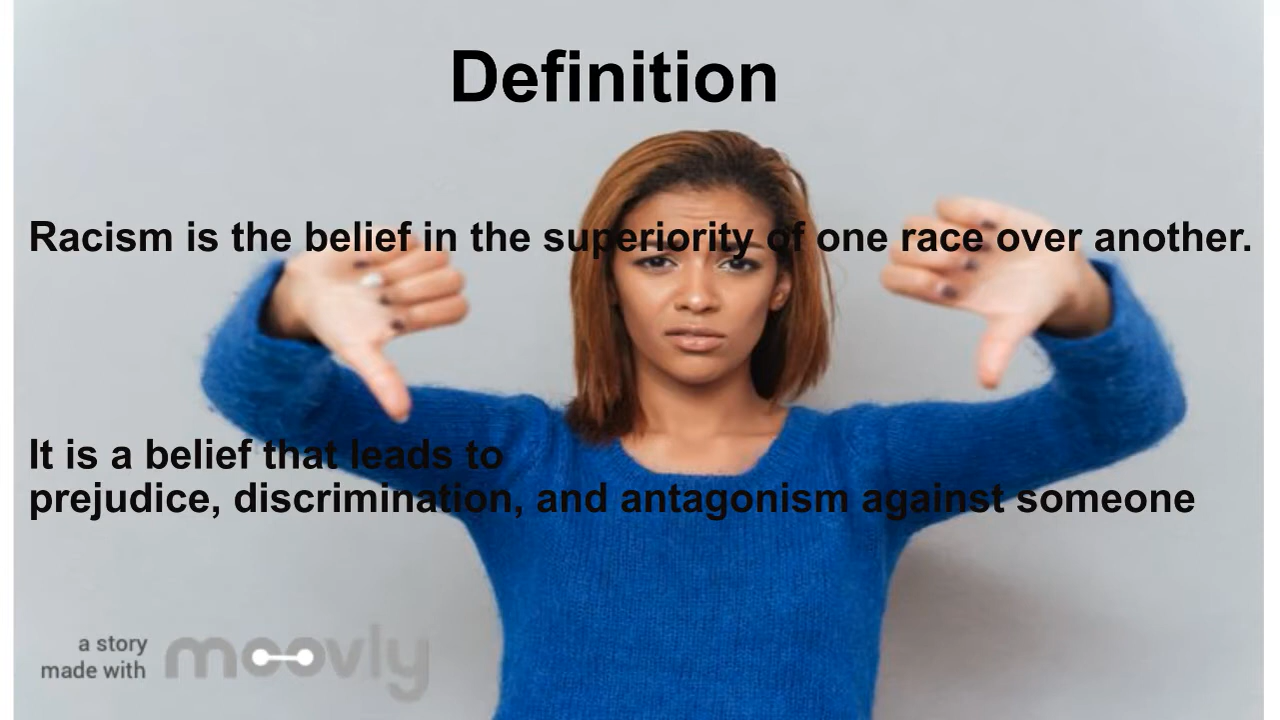 Definition
Racism is the belief in the superiority of one race over another.
It is a belief that leads to
prejudice, discrimination, and antagonism against someone
a story
made with
moovly